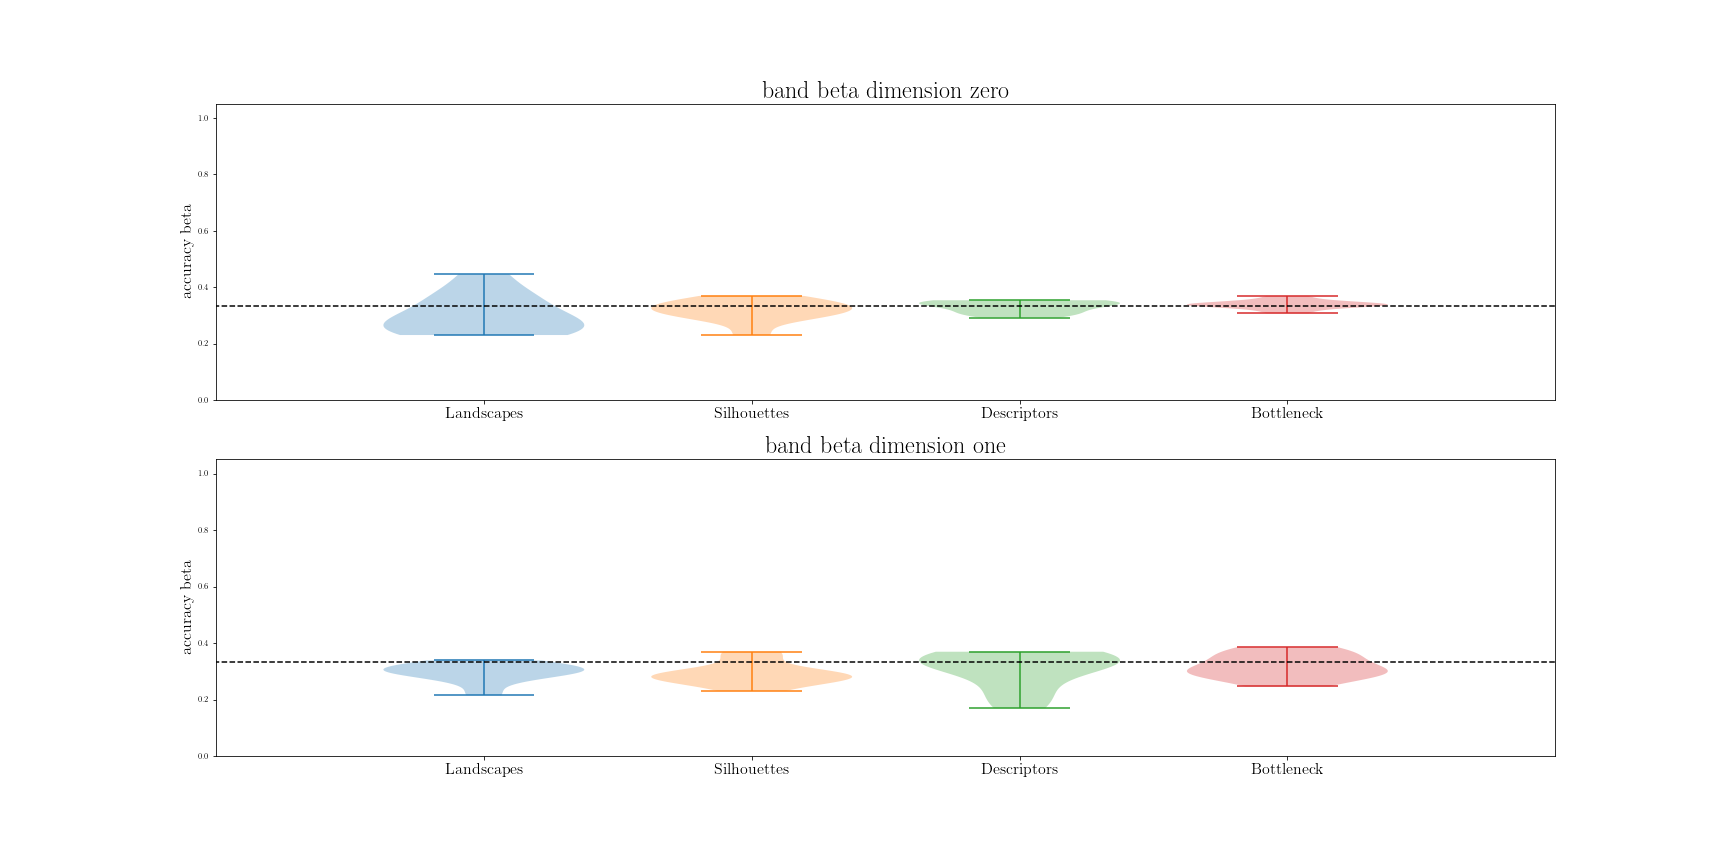 band beta dimension zero
accuracy beta
1.0
0.8
0.6
0.4
0.2
0.0
Landscapes
Silhouettes
Descriptors
Bottleneck
band beta dimension one
accuracy beta
1.0
0.8
0.6
0.4
0.2
0.0
Landscapes
Silhouettes
Descriptors
Bottleneck